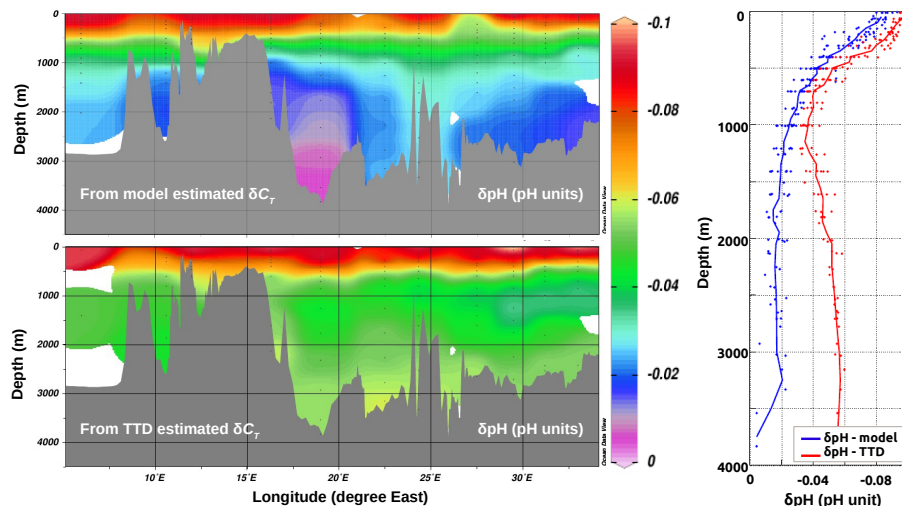 0
1000
2000
3000
4000
Depth (m)
From model estimated δC_T
δpH (pH units)
Ocean Data View
0
1000
2000
3000
4000
Depth (m)
From TTD estimated δC_T
δpH (pH units)
Ocean Data View
10°E
15°E
20°E
25°E
30°E
Longitude (degree East)
-0.1
-0.08
-0.06
-0.04
-0.02
0
0
1000
2000
3000
4000
Depth (m)
δpH - model
δpH - TTD
0
-0.04
-0.08
δpH (pH unit)